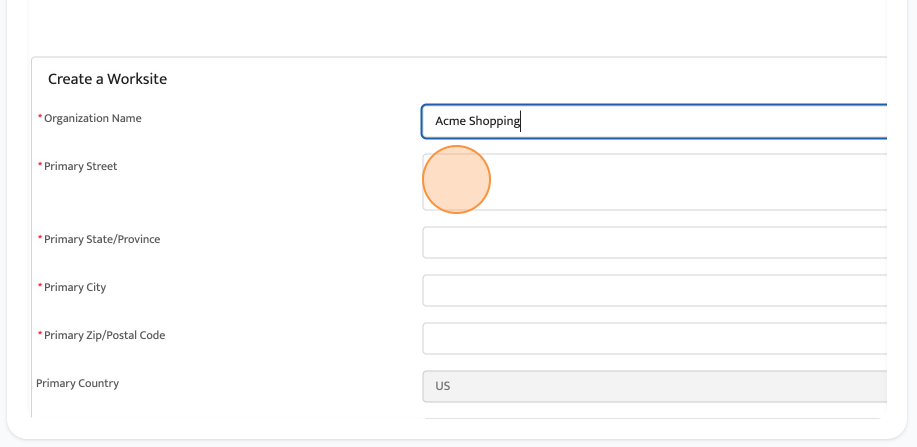 Create a Worksite
* Organization Name
Acme Shopping
* Primary Street
* Primary State/Province
* Primary City
* Primary Zip/Postal Code
Primary Country
US